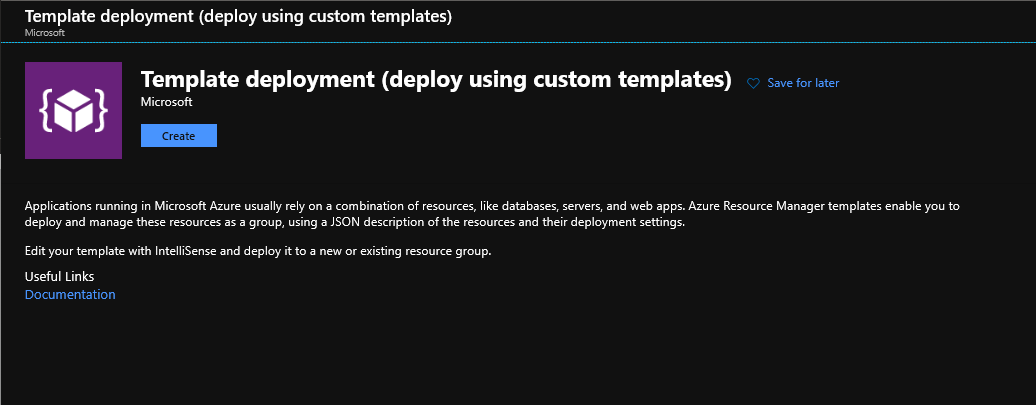 Template deployment (deploy using custom templates)
Microsoft
Template deployment (deploy using custom templates)
Save for later
Microsoft
Create
Applications running in Microsoft Azure usually rely on a combination of resources, like databases, servers, and web apps. Azure Resource Manager templates enable you to
deploy and manage these resources as a group, using a JSON description of the resources and their deployment settings.
Edit your template with IntelliSense and deploy it to a new or existing resource group.
Useful Links
Documentation